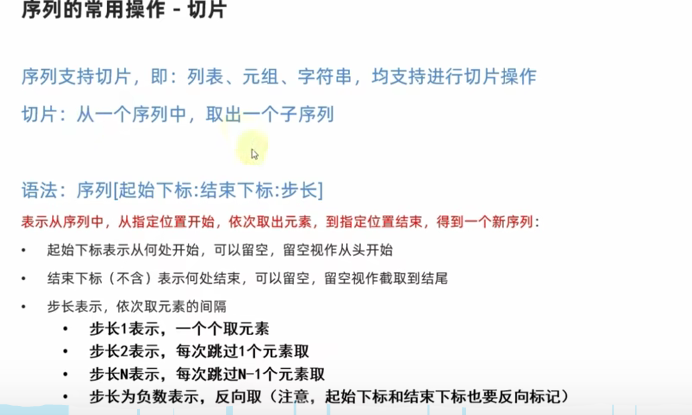 序列的常用操作 - 切片
序列支持切片，即：列表、元组、字符串，均支持进行切片操作
切片：从一个序列中，取出一个子序列
语法：序列[起始下标:结束下标:步长]
表示从序列中，从指定位置开始，依次取出元素，到指定位置结束，得到一个新序列：
• 起始下标表示从何处开始，可以留空，留空视作从头开始
• 结束下标（不含）表示何处结束，可以留空，留空视作截取到结尾
• 步长表示，依次取元素的间隔
• 步长1表示，一个个取元素
• 步长2表示，每次跳过1个元素取
• 步长N表示，每次跳过N-1个元素取
• 步长为负数表示，反向取（注意，起始下标和结束下标也要反向标记）